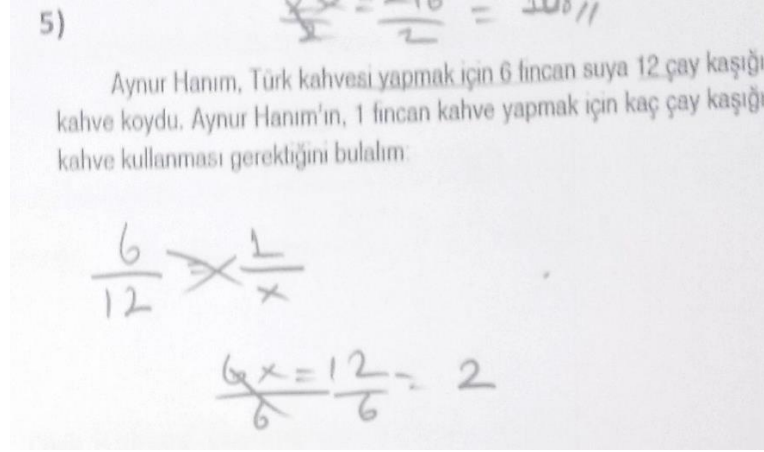 5)
2 = 2 =
Aynur Hanım, Türk kahvesi yapmak için 6 fincan suya 12 çay kaşığı
kahve koydu. Aynur Hanım'ın, 1 fincan kahve yapmak için kaç çay kaşığı
kahve kullanması gerektiğini bulalım:
6/12 = 1/x
6x/6 = 12/6 = 2